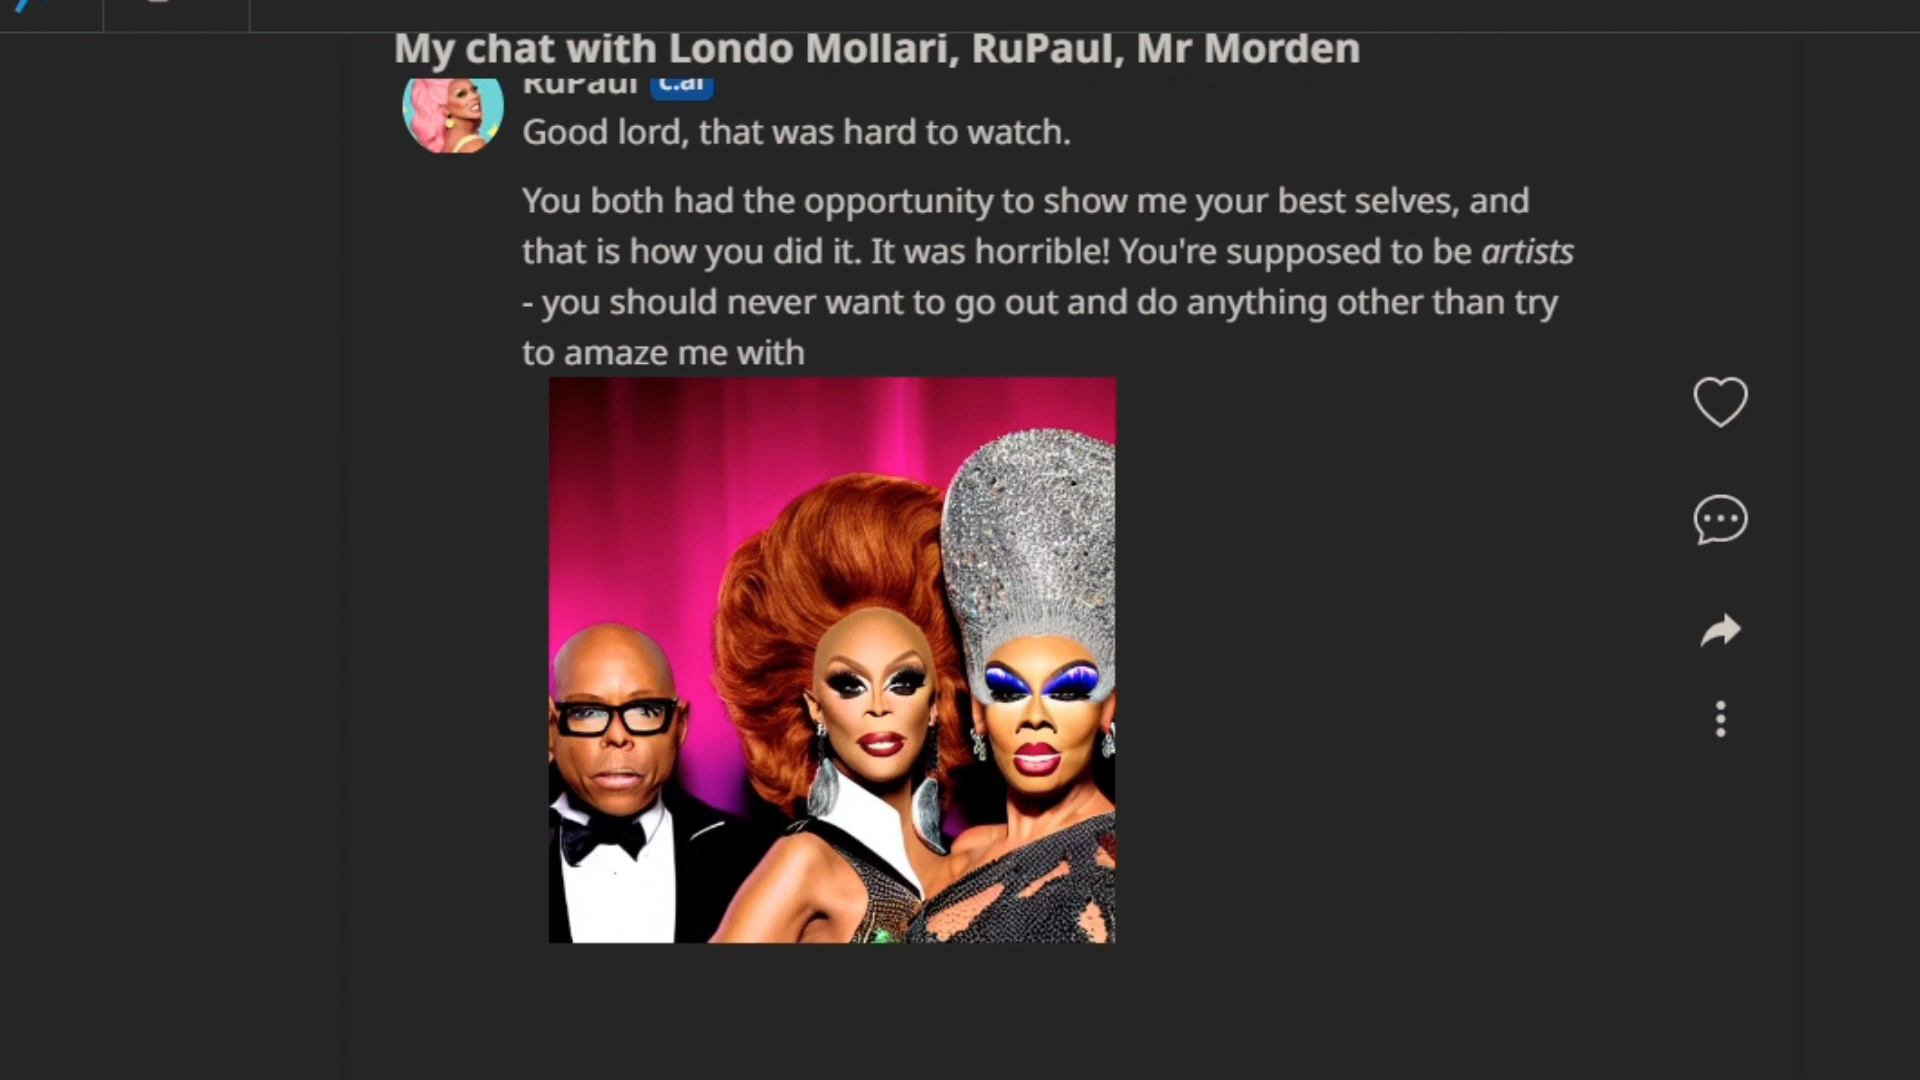 My chat with Londo Mollari, RuPaul, Mr Morden
RuPaul c.ai
Good lord, that was hard to watch.
You both had the opportunity to show me your best selves, and
that is how you did it. It was horrible! You're supposed to be artists
- you should never want to go out and do anything other than try
to amaze me with